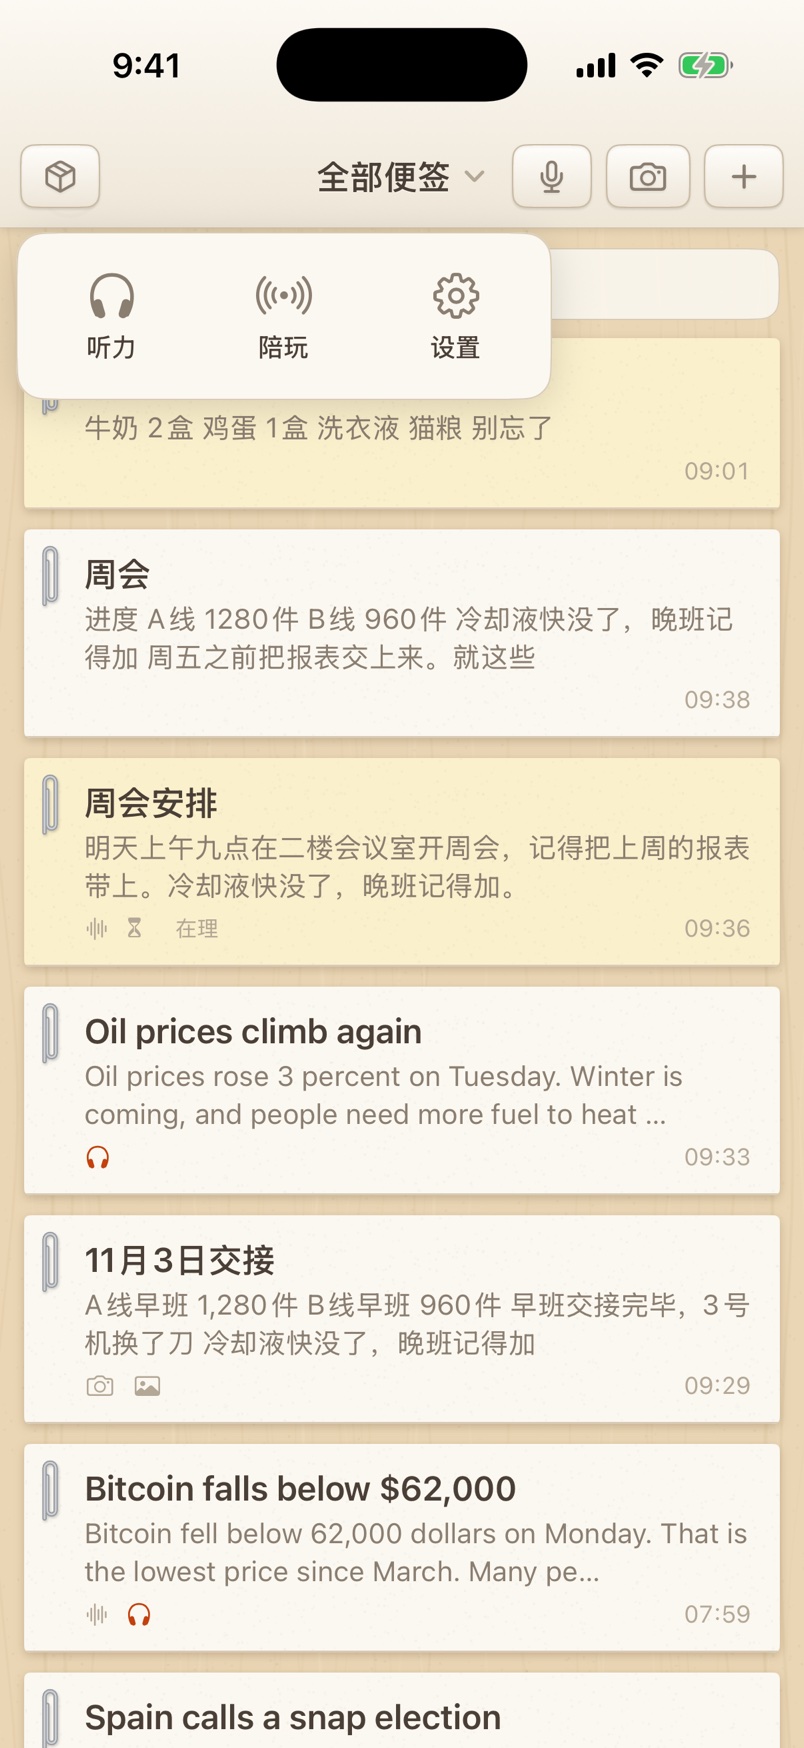 9:41
全部便签
听力
陪玩
设置
牛奶 2盒 鸡蛋 1盒 洗衣液 猫粮 别忘了
09:01
周会
进度 A线 1280件 B线 960件 冷却液快没了，晚班记
得加 周五之前把报表交上来。就这些
09:38
周会安排
明天上午九点在二楼会议室开周会，记得把上周的报表
带上。冷却液快没了，晚班记得加。
在理
09:36
Oil prices climb again
Oil prices rose 3 percent on Tuesday. Winter is
coming, and people need more fuel to heat ...
09:33
11月3日交接
A线早班 1,280件 B线早班 960件 早班交接完毕，3号
机换了刀 冷却液快没了，晚班记得加
09:29
Bitcoin falls below $62,000
Bitcoin fell below 62,000 dollars on Monday. That is
the lowest price since March. Many pe...
07:59
Spain calls a snap election